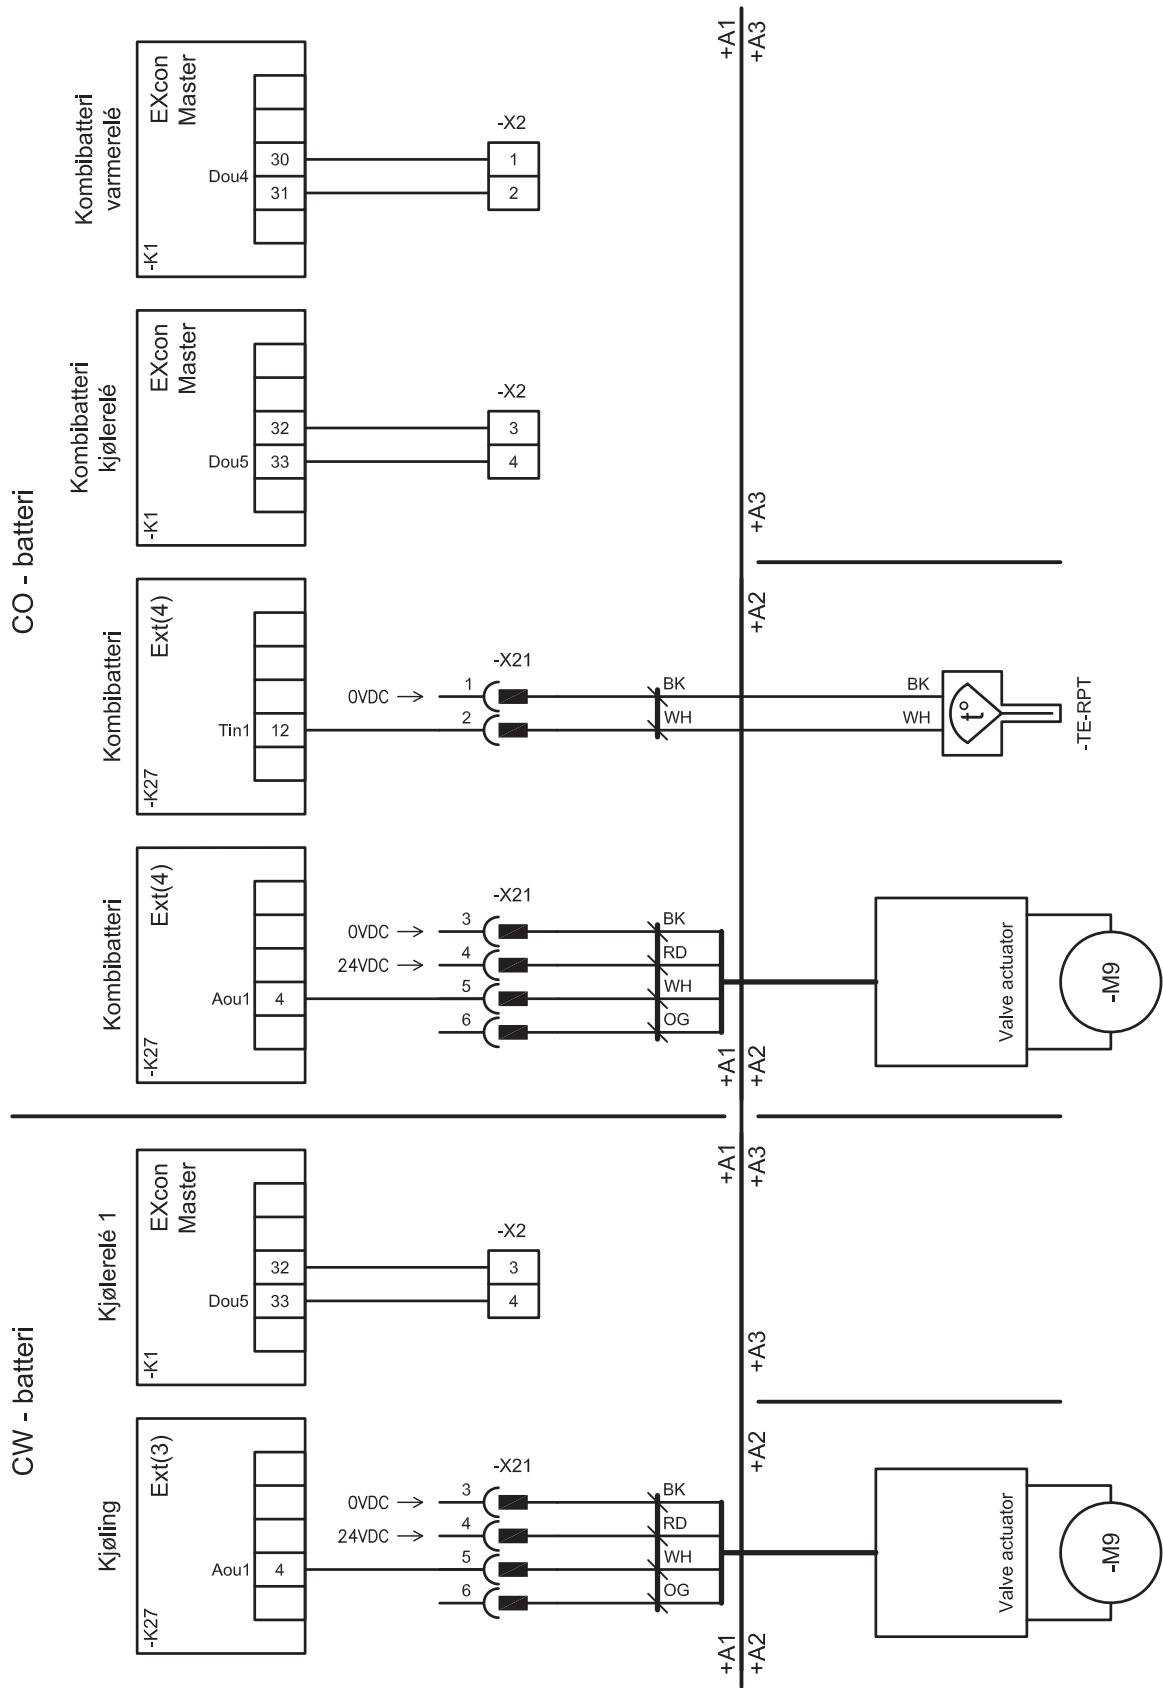 CO - batteri
Kombibatteri
varmerelé
-K1
EXcon
Master
Dou4
30
31
-X2
1
2
+A1
+A3
Kombibatteri
kjølerelé
-K1
EXcon
Master
Dou5
32
33
-X2
3
4
+A3
Kombibatteri
-K27
Ext(4)
Tin1
12
0VDC
-X21
1
2
BK
WH
+A2
BK
WH
t°
-TE-RPT
Kombibatteri
-K27
Ext(4)
Aou1
4
0VDC
24VDC
-X21
3
4
5
6
BK
RD
WH
OG
+A1
+A2
Valve actuator
-M9
CW - batteri
Kjølerelé 1
-K1
EXcon
Master
Dou5
32
33
-X2
3
4
+A1
+A3
+A3
Kjøling
-K27
Ext(3)
Aou1
4
0VDC
24VDC
-X21
3
4
5
6
BK
RD
WH
OG
+A2
+A1
+A2
Valve actuator
-M9